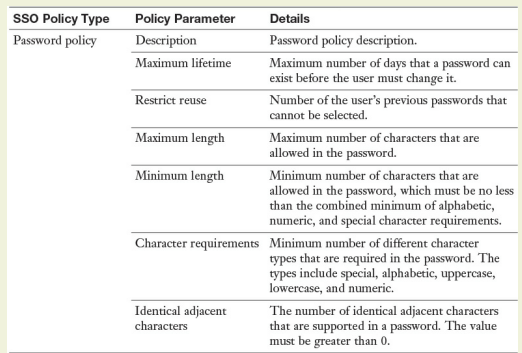 SSO Policy Type Policy Parameter Details
Password policy Description Password policy description.
Maximum lifetime Maximum number of days that a password can
exist before the user must change it.
Restrict reuse Number of the user's previous passwords that
cannot be selected.
Maximum length Maximum number of characters that are
allowed in the password.
Minimum length Minimum number of characters that are
allowed in the password, which must be no less
than the combined minimum of alphabetic,
numeric, and special character requirements.
Character requirements Minimum number of different character
types that are required in the password. The
types include special, alphabetic, uppercase,
lowercase, and numeric.
Identical adjacent The number of identical adjacent characters
characters that are supported in a password. The value
must be greater than 0.